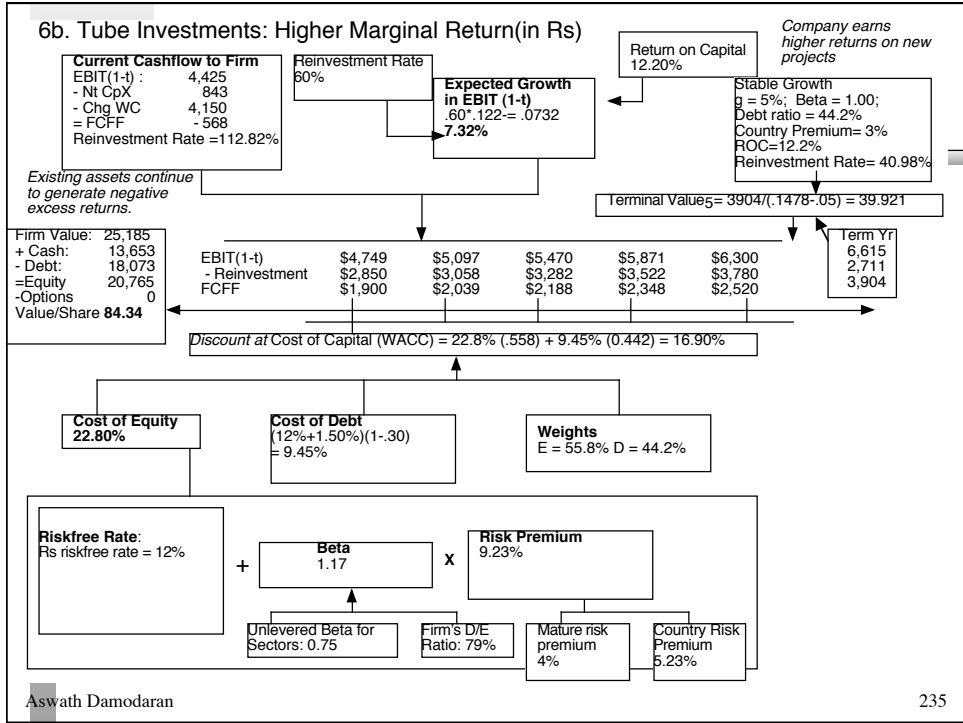 6b. Tube Investments: Higher Marginal Return(in Rs)
Company earns
higher returns on new
projects
Current Cashflow to Firm
EBIT(1-t) : 4,425
- Nt CpX 843
- Chg WC 4,150
= FCFF - 568
Reinvestment Rate =112.82%
Reinvestment Rate
60%
Expected Growth
in EBIT (1-t)
.60*.122-= .0732
7.32%
Return on Capital
12.20%
Stable Growth
g = 5%; Beta = 1.00;
Debt ratio = 44.2%
Country Premium= 3%
ROC=12.2%
Reinvestment Rate= 40.98%
Existing assets continue
to generate negative
excess returns.
Terminal Value5= 3904/(.1478-.05) = 39.921
Firm Value: 25,185
+ Cash: 13,653
- Debt: 18,073
=Equity 20,765
-Options 0
Value/Share 84.34
EBIT(1-t) $4,749 $5,097 $5,470 $5,871 $6,300
- Reinvestment $2,850 $3,058 $3,282 $3,522 $3,780
FCFF $1,900 $2,039 $2,188 $2,348 $2,520
Term Yr
6,615
2,711
3,904
Discount at Cost of Capital (WACC) = 22.8% (.558) + 9.45% (0.442) = 16.90%
Cost of Equity
22.80%
Cost of Debt
(12%+1.50%)(1-.30)
= 9.45%
Weights
E = 55.8% D = 44.2%
Riskfree Rate:
Rs riskfree rate = 12%
+
Beta
1.17
X
Risk Premium
9.23%
Unlevered Beta for
Sectors: 0.75
Firm's D/E
Ratio: 79%
Mature risk
premium
4%
Country Risk
Premium
5.23%
Aswath Damodaran
235